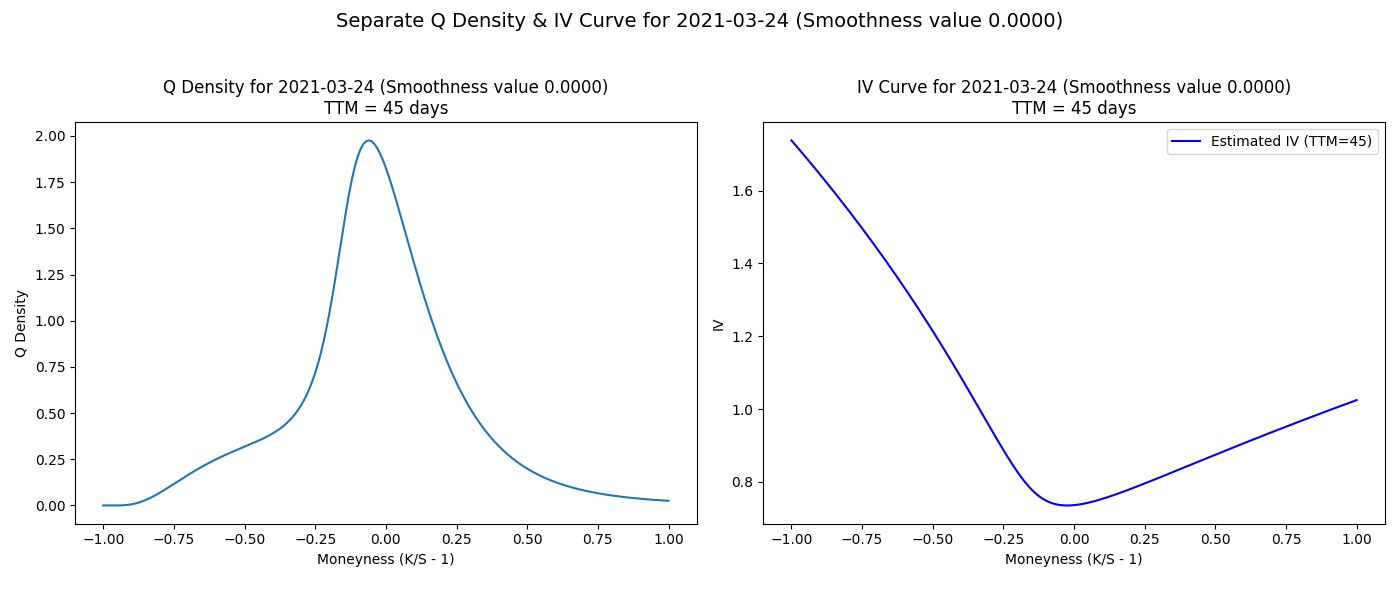 Separate Q Density & IV Curve for 2021-03-24 (Smoothness value 0.0000)
Q Density for 2021-03-24 (Smoothness value 0.0000)
TTM = 45 days
2.00
1.75
1.50
1.25
1.00
0.75
0.50
0.25
0.00
Q Density
−1.00 −0.75 −0.50 −0.25 0.00 0.25 0.50 0.75 1.00
Moneyness (K/S - 1)
IV Curve for 2021-03-24 (Smoothness value 0.0000)
TTM = 45 days
Estimated IV (TTM=45)
1.6
1.4
1.2
1.0
0.8
IV
−1.00 −0.75 −0.50 −0.25 0.00 0.25 0.50 0.75 1.00
Moneyness (K/S - 1)